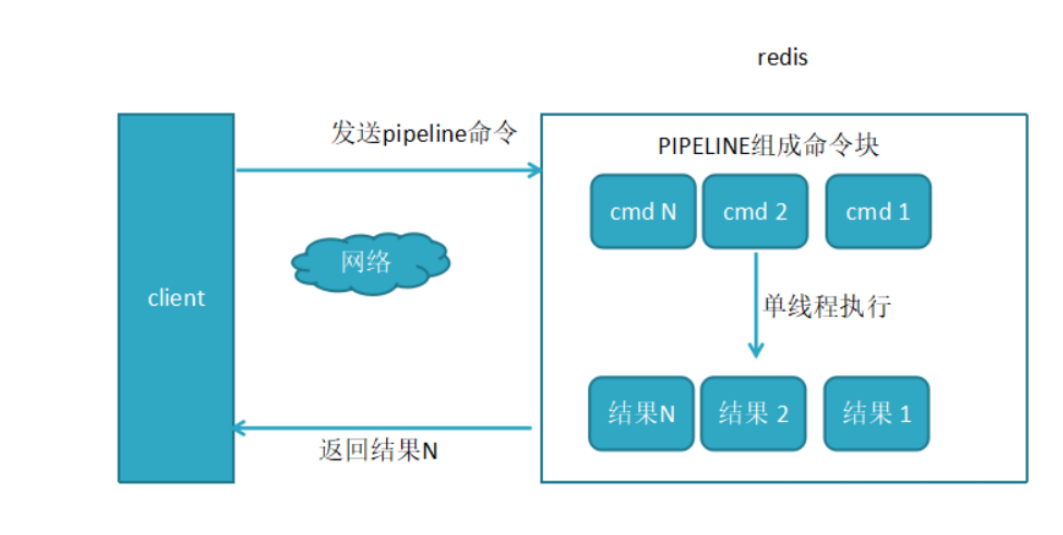 redis
发送pipeline命令
PIPELINE组成命令块
cmd N
cmd 2
cmd 1
网络
client
单线程执行
结果N
结果 2
结果 1
返回结果N